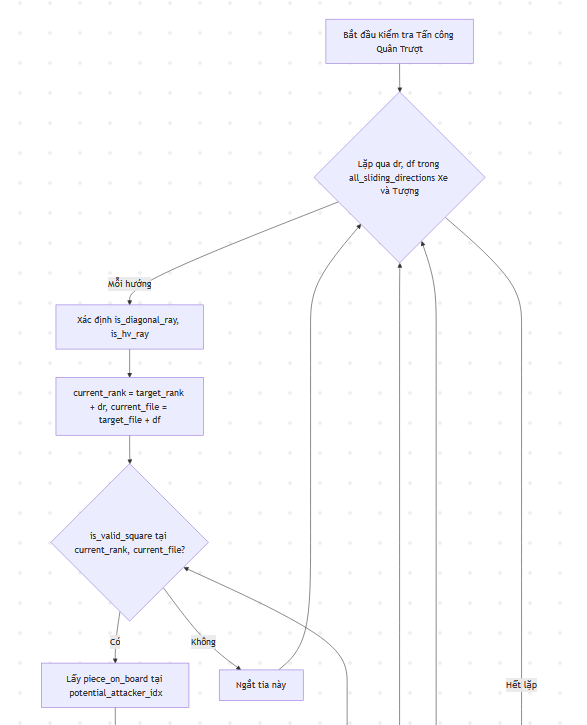 Bắt đầu Kiểm tra Tấn công
Quân Trượt
Lặp qua dr, df trong
all_sliding_directions Xe
và Tượng
Mỗi hướng
Xác định is_diagonal_ray,
is_hv_ray
current_rank = target_rank
+ dr, current_file =
target_file + df
is_valid_square tại
current_rank, current_file?
Có
Không
Lấy piece_on_board tại
potential_attacker_idx
Ngắt tia này
Hết lặp